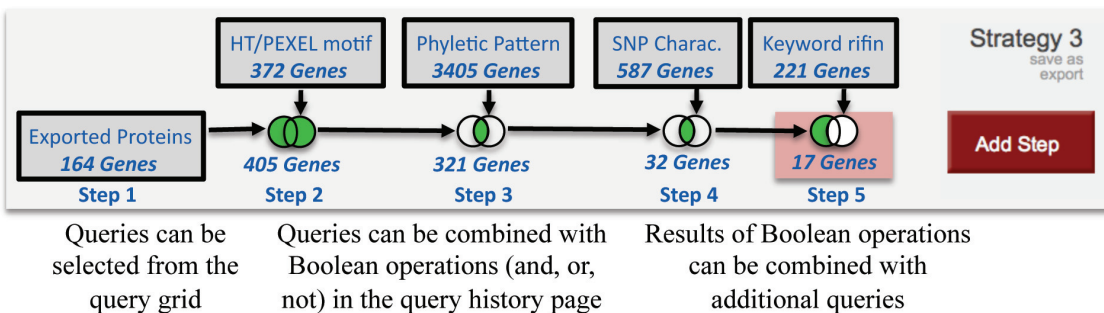 HT/PEXEL motif
372 Genes
Phyletic Pattern
3405 Genes
SNP Charac.
587 Genes
Keyword rifin
221 Genes
Strategy 3
save as
export
Exported Proteins
164 Genes
Step 1
405 Genes
Step 2
321 Genes
Step 3
32 Genes
Step 4
17 Genes
Step 5
Add Step
Queries can be
selected from the
query grid
Queries can be combined with
Boolean operations (and, or,
not) in the query history page
Results of Boolean operations
can be combined with
additional queries